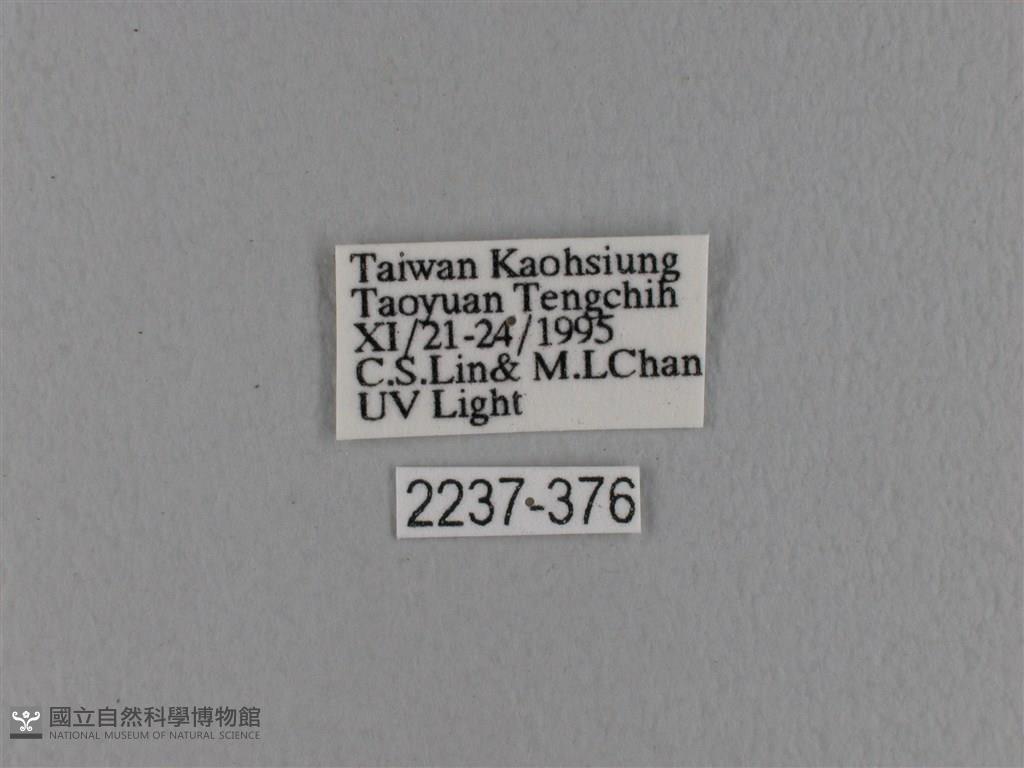 Taiwan Kaohsiung
Taoyuan Tengchih
XI/21-24/1995
C.S.Lin& M.LChan
UV Light
2237-376
國立自然科學博物館
NATIONAL MUSEUM OF NATURAL SCIENCE